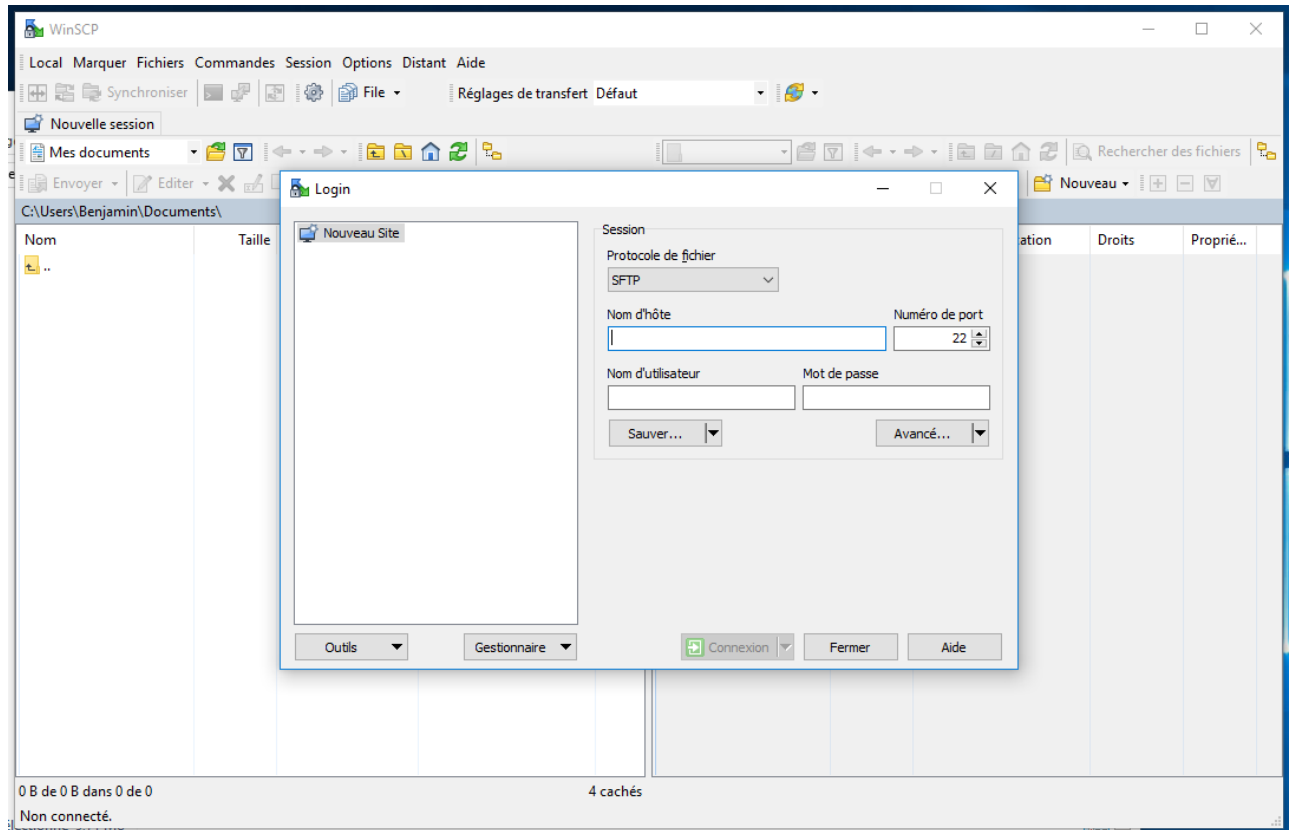 WinSCP
Local Marquer Fichiers Commandes Session Options Distant Aide
Synchroniser File Réglages de transfert Défaut
Nouvelle session
Mes documents Rechercher des fichiers
Envoyer Editer Nouveau
C:\Users\Benjamin\Documents\
Nom Taille ation Droits Proprié...
..
Login
Nouveau Site
Session
Protocole de fichier
SFTP
Nom d'hôte Numéro de port
22
Nom d'utilisateur Mot de passe
Sauver... Avancé...
Outils Gestionnaire Connexion Fermer Aide
0 B de 0 B dans 0 de 0 4 cachés
Non connecté.